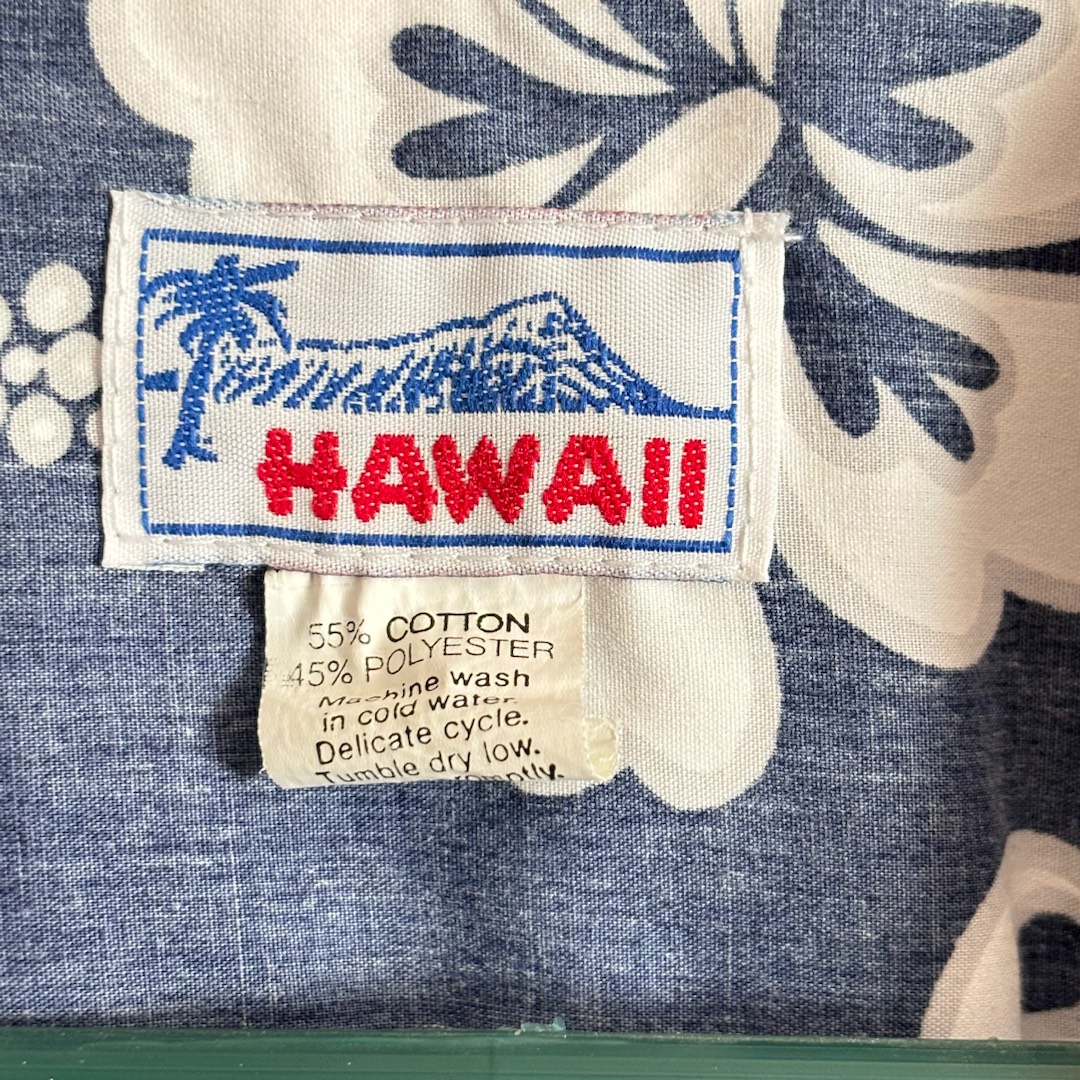 HAWAII
55% COTTON
45% POLYESTER
Machine wash
in cold water.
Delicate cycle.
Tumble dry low.